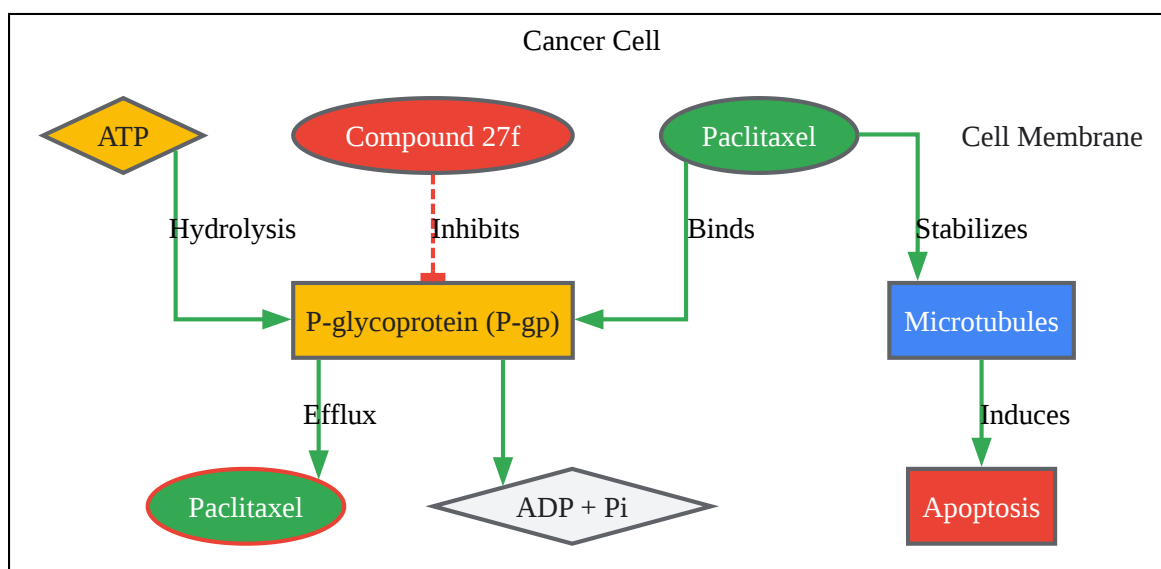 Cancer Cell
ATP
Compound 27f
Paclitaxel
Cell Membrane
Hydrolysis
Inhibits
Binds
Stabilizes
P-glycoprotein (P-gp)
Microtubules
Efflux
Induces
Paclitaxel
ADP + Pi
Apoptosis